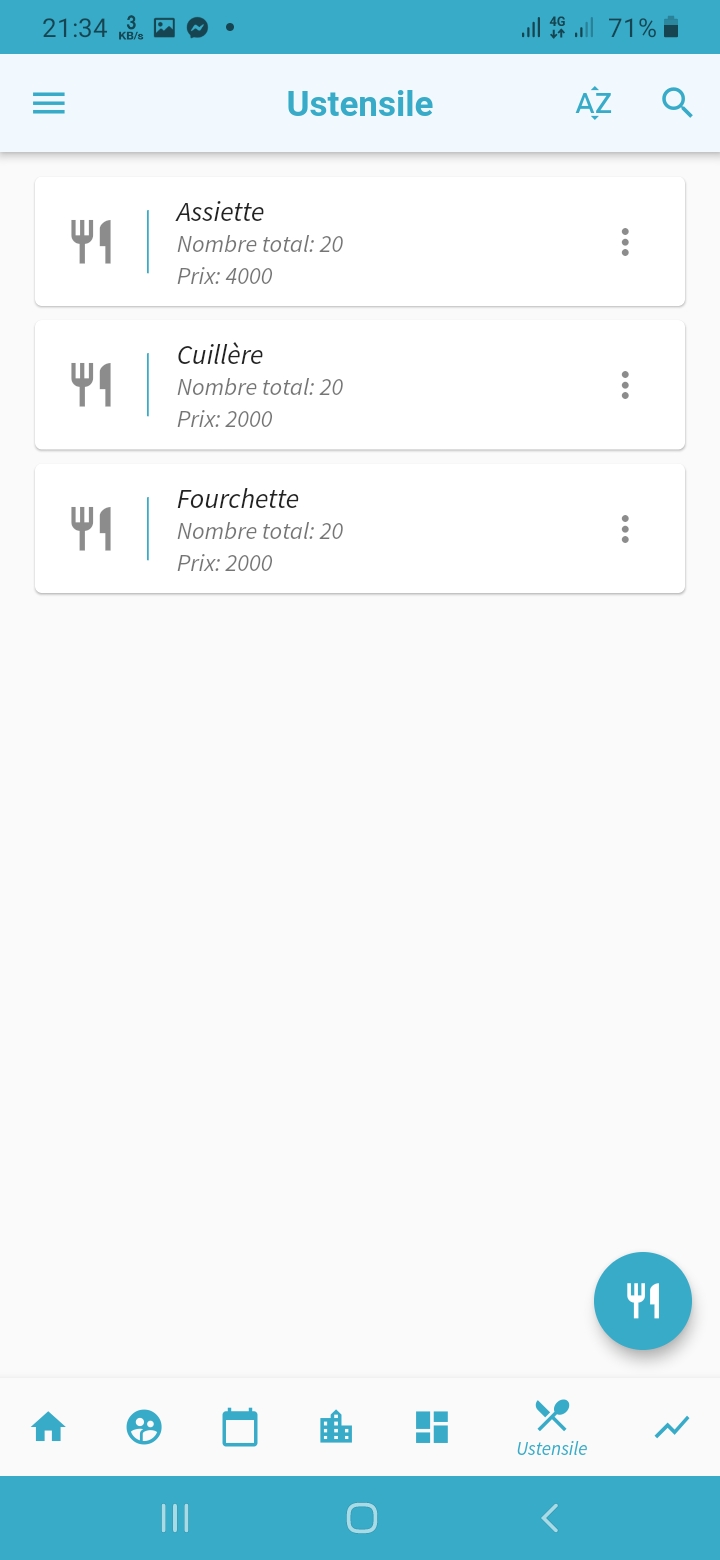 21:34 3 KB/s 4G 71%
Ustensile AZ
Assiette
Nombre total: 20
Prix: 4000
Cuillère
Nombre total: 20
Prix: 2000
Fourchette
Nombre total: 20
Prix: 2000
Ustensile